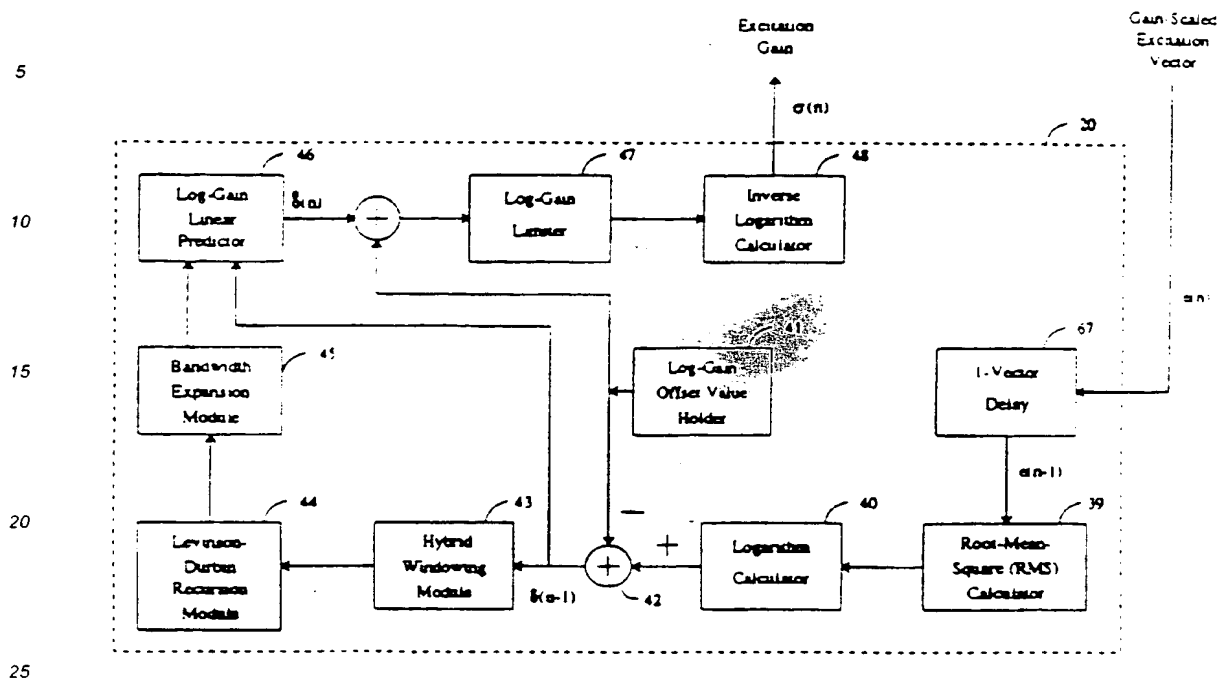 Excitation
Gain
Gain-Scaled
Excitation
Vector
5
σ(n)
20
46
47
48
Log-Gain
Linear
Predictor
Log-Gain
Limiter
Inverse
Logarithm
Calculator
10
e(n)
41
67
45
Bandwidth
Expansion
Module
Log-Gain
Offset Value
Holder
1-Vector
Delay
15
e(n-1)
44
43
40
39
20
−
+
Levinson-
Durbin
Recursion
Module
Hybrid
Windowing
Module
+
Logarithm
Calculator
Root-Mean-
Square (RMS)
Calculator
δ(n-1)
42
25